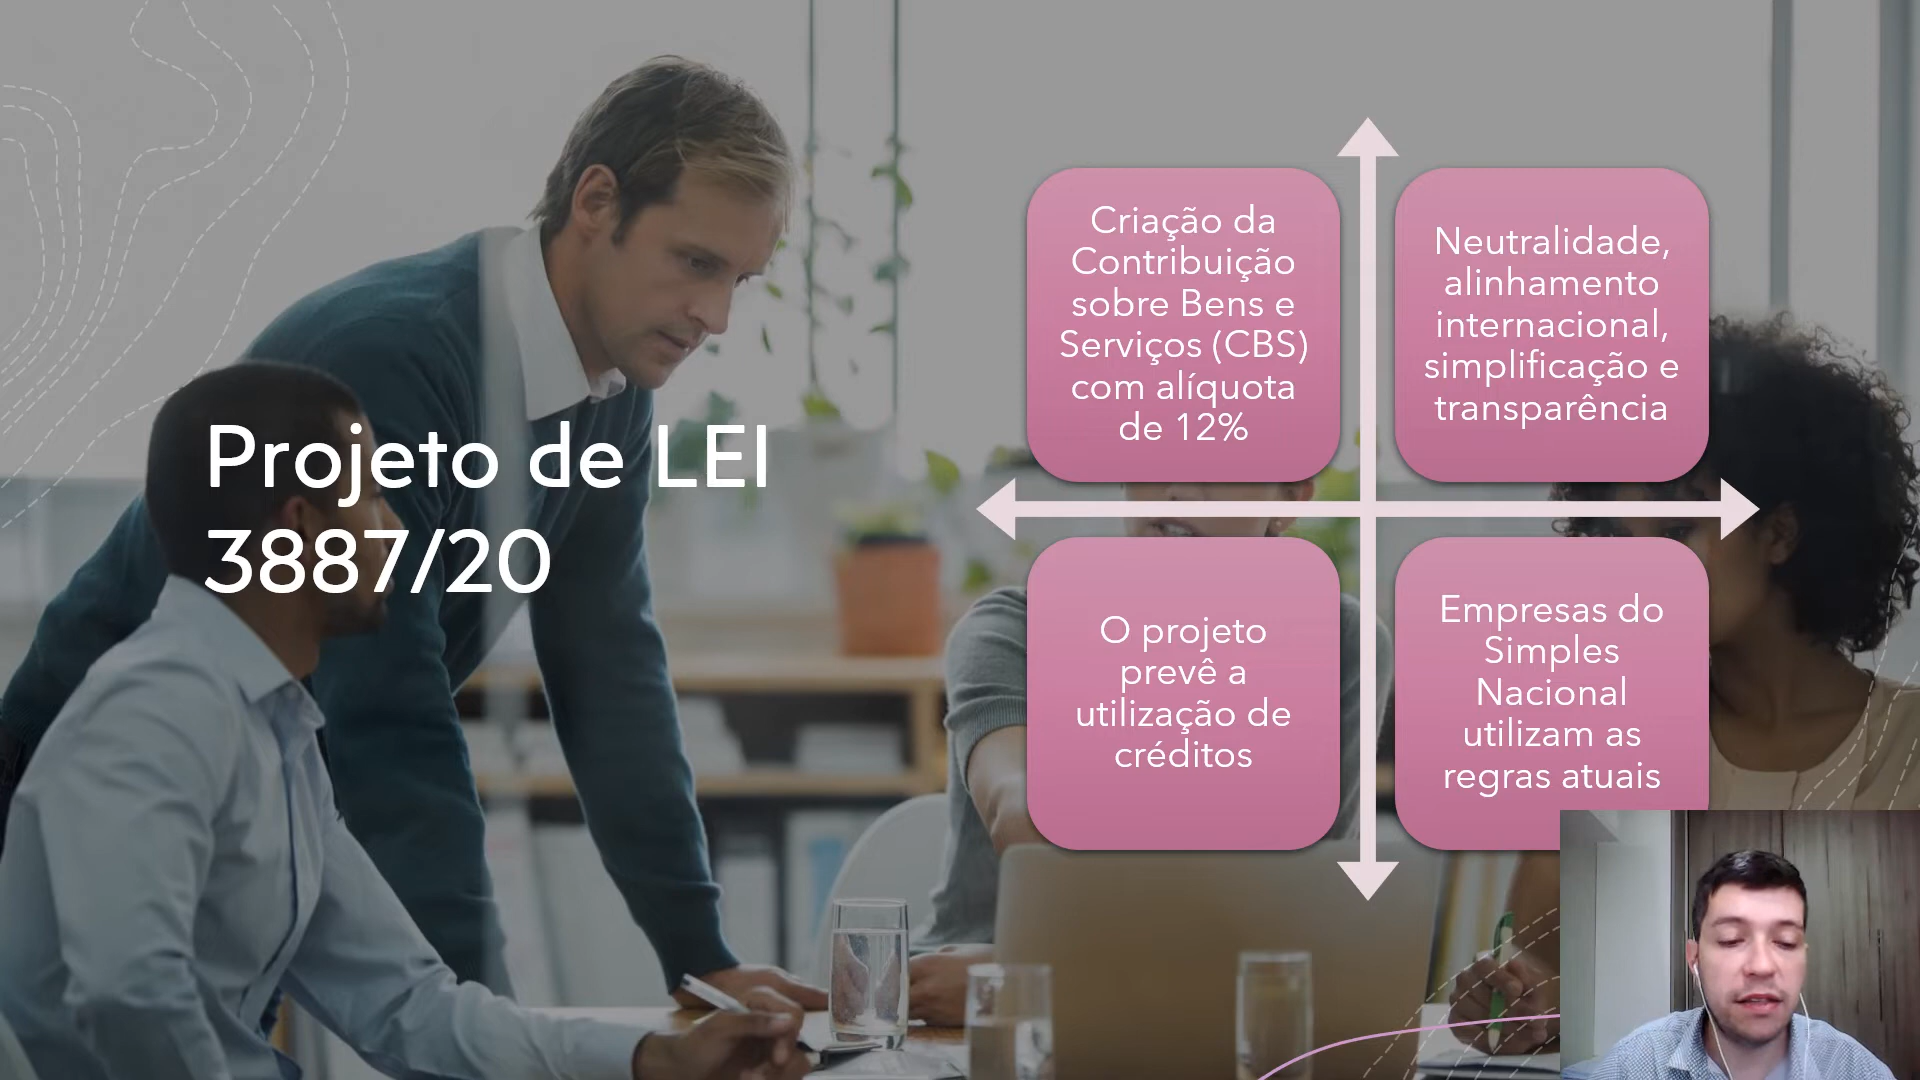 Projeto de LEI
3887/20
Criação da
Contribuição
sobre Bens e
Serviços (CBS)
com alíquota
de 12%
Neutralidade,
alinhamento
internacional,
simplificação e
transparência
O projeto
prevê a
utilização de
créditos
Empresas do
Simples
Nacional
utilizam as
regras atuais